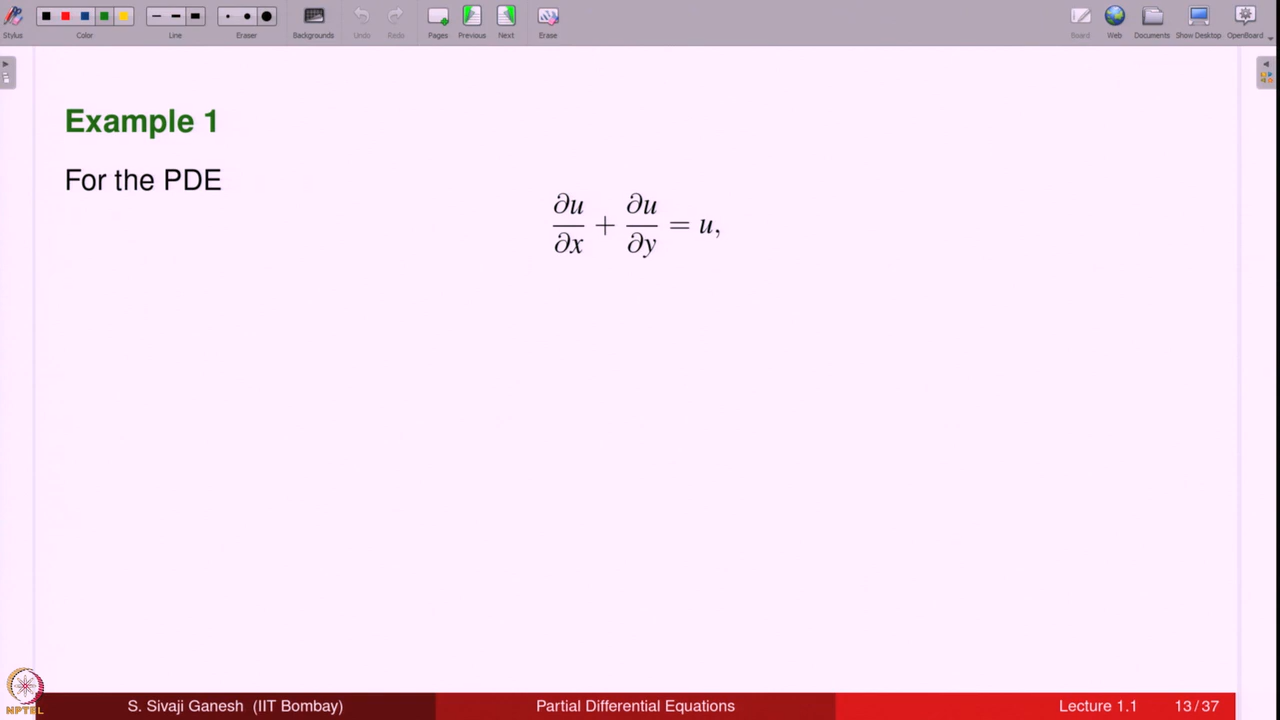 Stylus Color Line Eraser Backgrounds Undo Redo Pages Previous Next Erase Board Web Documents Show Desktop OpenBoard
Example 1
For the PDE
∂u/∂x + ∂u/∂y = u,
NPTEL
S. Sivaji Ganesh (IIT Bombay) Partial Differential Equations Lecture 1.1 13/37